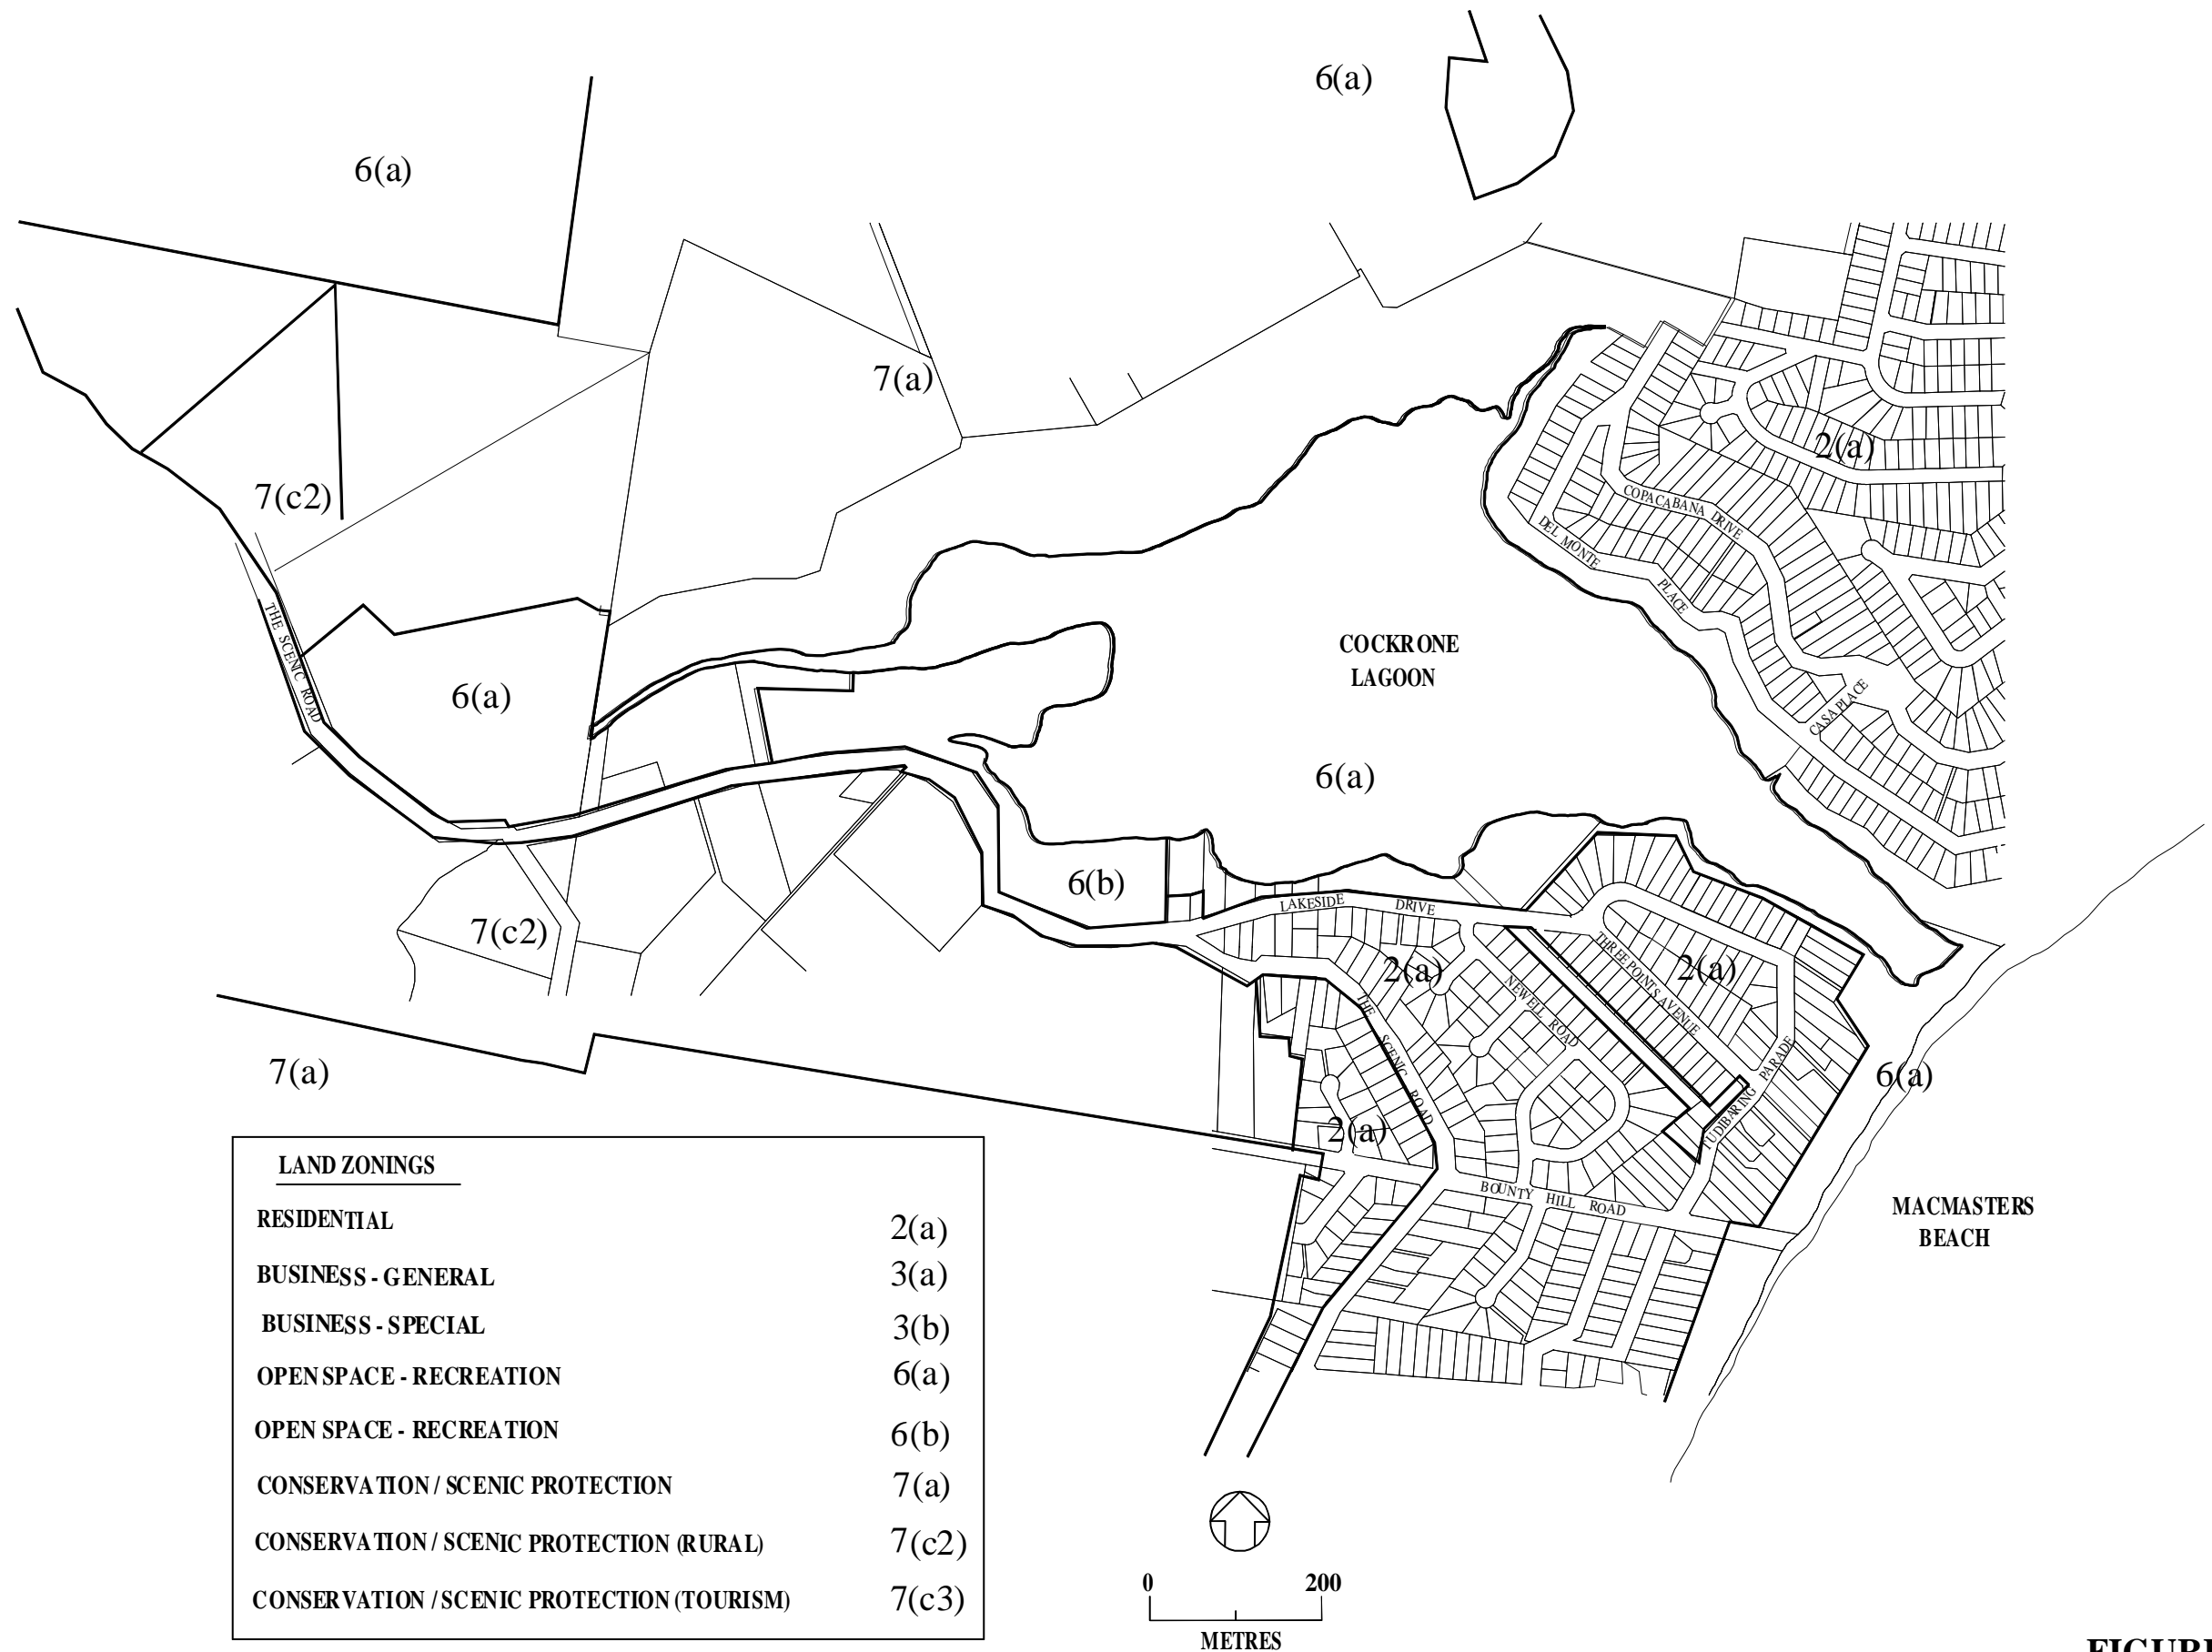 6(a)
6(a)
7(a)
2(a)
7(c2)
COPACABANA DRIVE
DEL MONTE PLACE
THE SCENIC ROAD
COCKRONE
LAGOON
6(a)
CASA PLACE
6(a)
6(b)
LAKESIDE DRIVE
7(c2)
2(a)
THREE POINTS AVENUE
2(a)
NEWELL ROAD
THE SCENIC ROAD
7(a)
6(a)
TUDIBARING PARADE
2(a)
BOUNTY HILL ROAD
MACMASTERS
BEACH
LAND ZONINGS
RESIDENTIAL 2(a)
BUSINESS - GENERAL 3(a)
BUSINESS - SPECIAL 3(b)
OPEN SPACE - RECREATION 6(a)
OPEN SPACE - RECREATION 6(b)
CONSERVATION / SCENIC PROTECTION 7(a)
CONSERVATION / SCENIC PROTECTION (RURAL) 7(c2)
CONSERVATION / SCENIC PROTECTION (TOURISM) 7(c3)
0 200
METRES